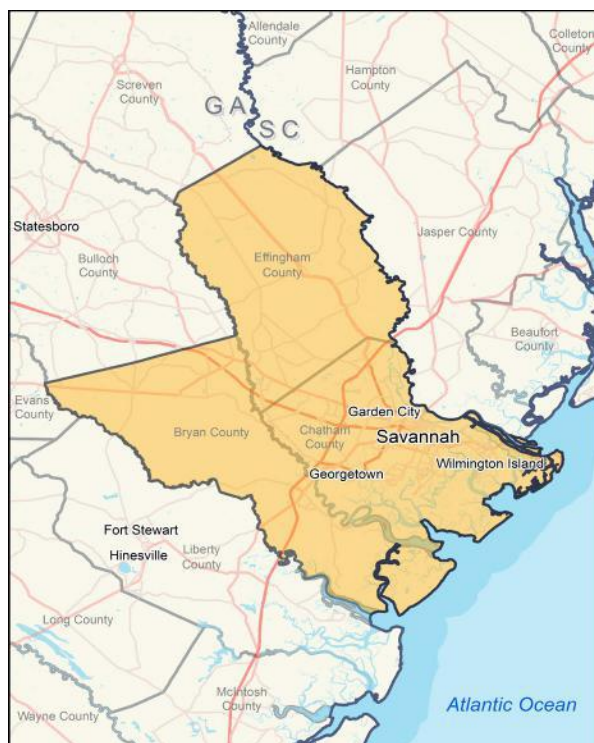 Allendale
County
Colleton
County
Screven
County
Hampton
County
GA
SC
Statesboro
Bulloch
County
Effingham
County
Jasper County
Beaufort
County
Evans
County
Bryan County
Chatham
County
Garden City
Savannah
Wilmington Island
Georgetown
Fort Stewart
Hinesville
Liberty
County
Long County
McIntosh
County
Wayne County
Atlantic Ocean